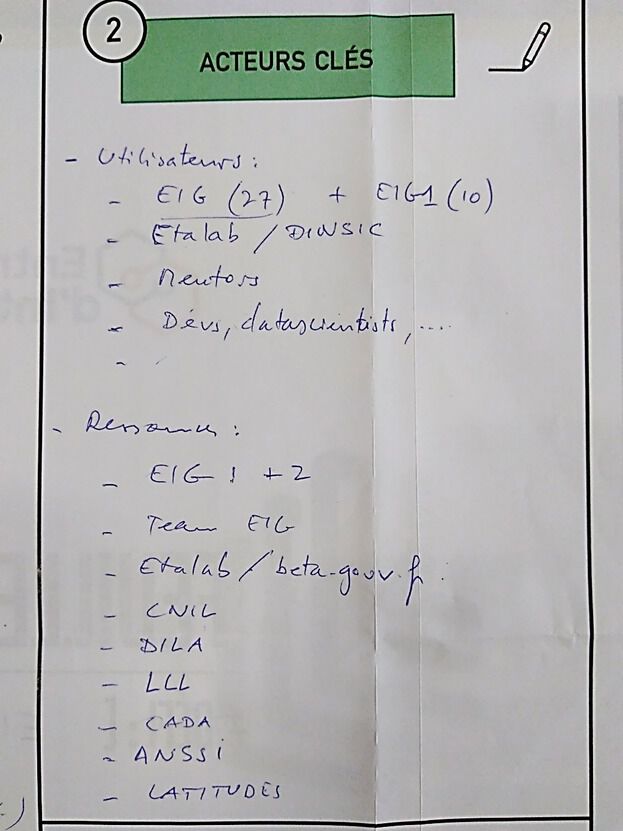 2
ACTEURS CLÉS
- Utilisateurs :
- EIG (27) + EIG1 (10)
- Etalab / DINSIC
- Mentors
- Dévs, datascientists, ....
-
- Ressources :
- EIG 1 + 2
- Team EIG
- Etalab / beta.gouv.fr
- CNIL
- DILA
- LLL
- CADA
- ANSSI
- LATITUDES